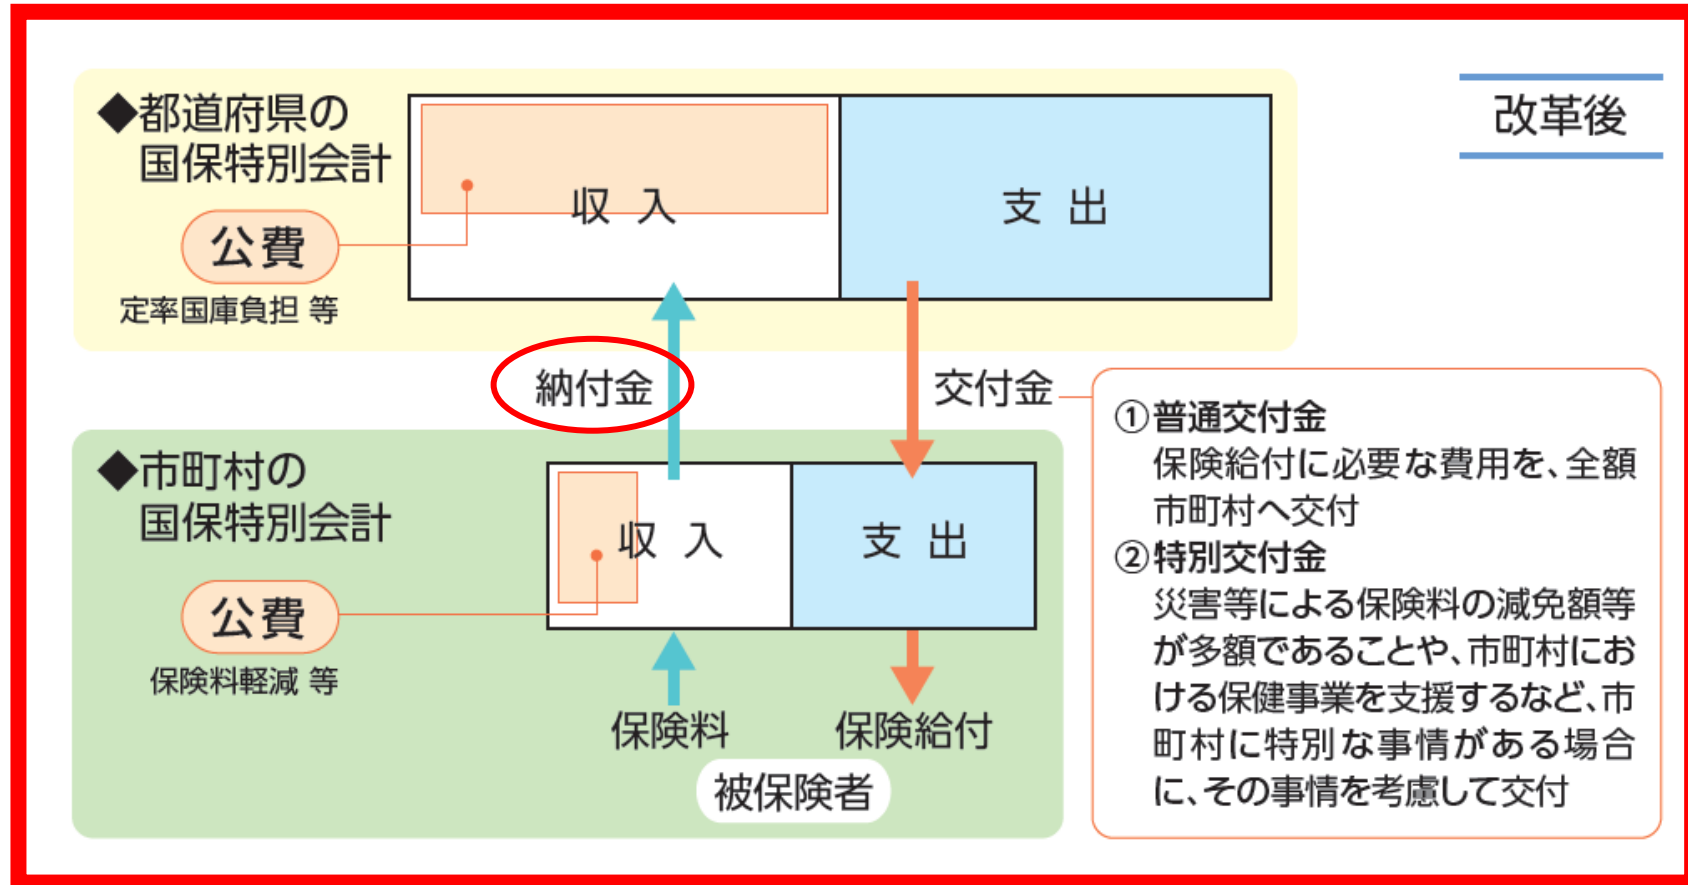 改革後
◆都道府県の
国保特別会計
公費
定率国庫負担 等
収 入
支 出
納付金
交付金
◆市町村の
国保特別会計
公費
保険料軽減 等
収 入
支 出
保険料
保険給付
被保険者
①普通交付金
保険給付に必要な費用を、全額
市町村へ交付
②特別交付金
災害等による保険料の減免額等
が多額であることや、市町村にお
ける保健事業を支援するなど、市
町村に特別な事情がある場合
に、その事情を考慮して交付